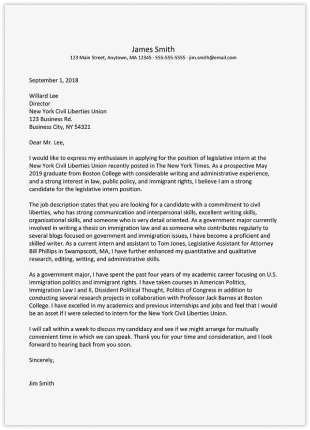 James Smith
123 Main Street, Anytown, MA 12345 · 555-555-5555 · jim.smith@email.com
September 1, 2018
Willard Lee
Director
New York Civil Liberties Union
123 Business Rd.
Business City, NY 54321
Dear Mr. Lee,
I would like to express my enthusiasm in applying for the position of legislative intern at the
New York Civil Liberties Union recently posted in The New York Times. As a prospective May
2019 graduate from Boston College with considerable writing and administrative experience,
and a strong interest in law, public policy, and immigrant rights, I believe I am a strong
candidate for the legislative intern position.
The job description states that you are looking for a candidate with a commitment to civil
liberties, who has strong communication and interpersonal skills, excellent writing skills,
organizational skills, and someone who is very detail oriented. As a government major currently
involved in writing a thesis on immigration law and as someone who contributes regularly to
several blogs focused on government and immigration issues, I have become a proficient and
skilled writer. As a current intern and assistant to Tom Jones, Legislative Assistant for Attorney
Bill Phillips in Swampscott, MA, I have further enhanced my quantitative and qualitative
research, editing, writing, and administrative skills.
As a government major, I have spent the past four years of my academic career focusing on U.S.
immigration politics and immigrant rights. I have taken courses in American Politics,
Immigration Law I and II, Dissident Political Thought, Politics of Congress in addition to
conducting several research projects in collaboration with Professor Jack Barnes at Boston
College. I have excelled in my academics and previous internships and jobs and feel that I would
be an asset if I were selected to intern for the New York Civil Liberties Union.
I will call within a week to discuss my candidacy and see if we might arrange for mutually
convenient time in which we can speak. Thank you for your time and consideration, and I look
forward to hearing back from you soon.
Sincerely,
Jim Smith